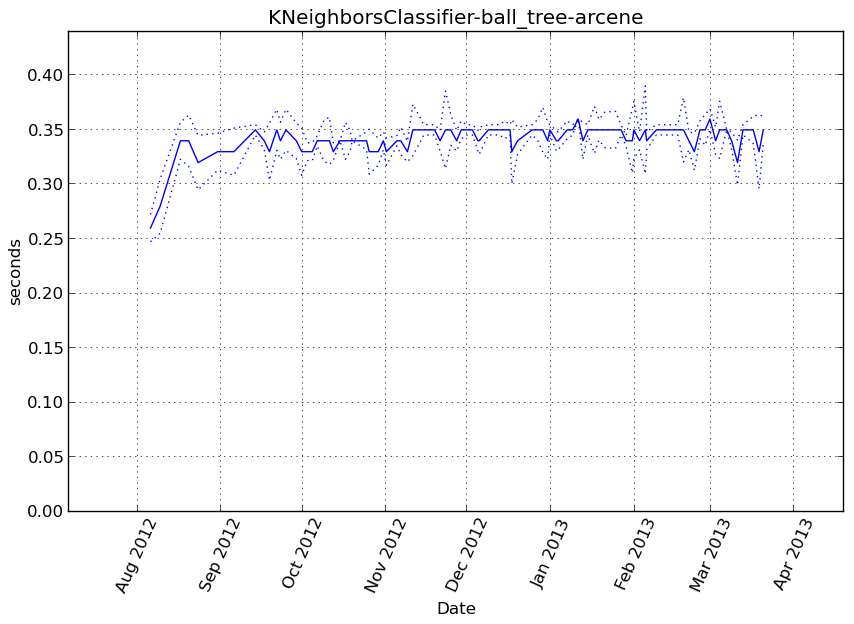 KNeighborsClassifier-ball_tree-arcene
0.40
0.35
0.30
0.25
0.20
0.15
0.10
0.05
0.00
seconds
Aug 2012
Sep 2012
Oct 2012
Nov 2012
Dec 2012
Jan 2013
Feb 2013
Mar 2013
Apr 2013
Date